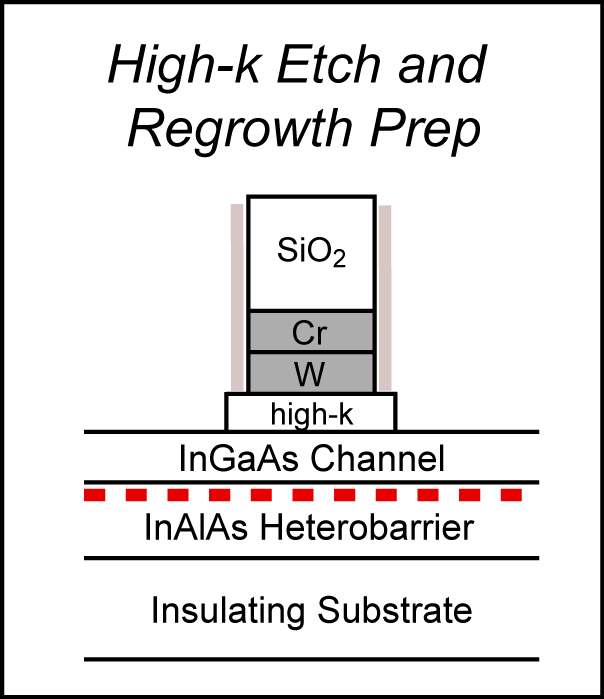 High-k Etch and
Regrowth Prep
SiO₂
Cr
W
high-k
InGaAs Channel
InAlAs Heterobarrier
Insulating Substrate